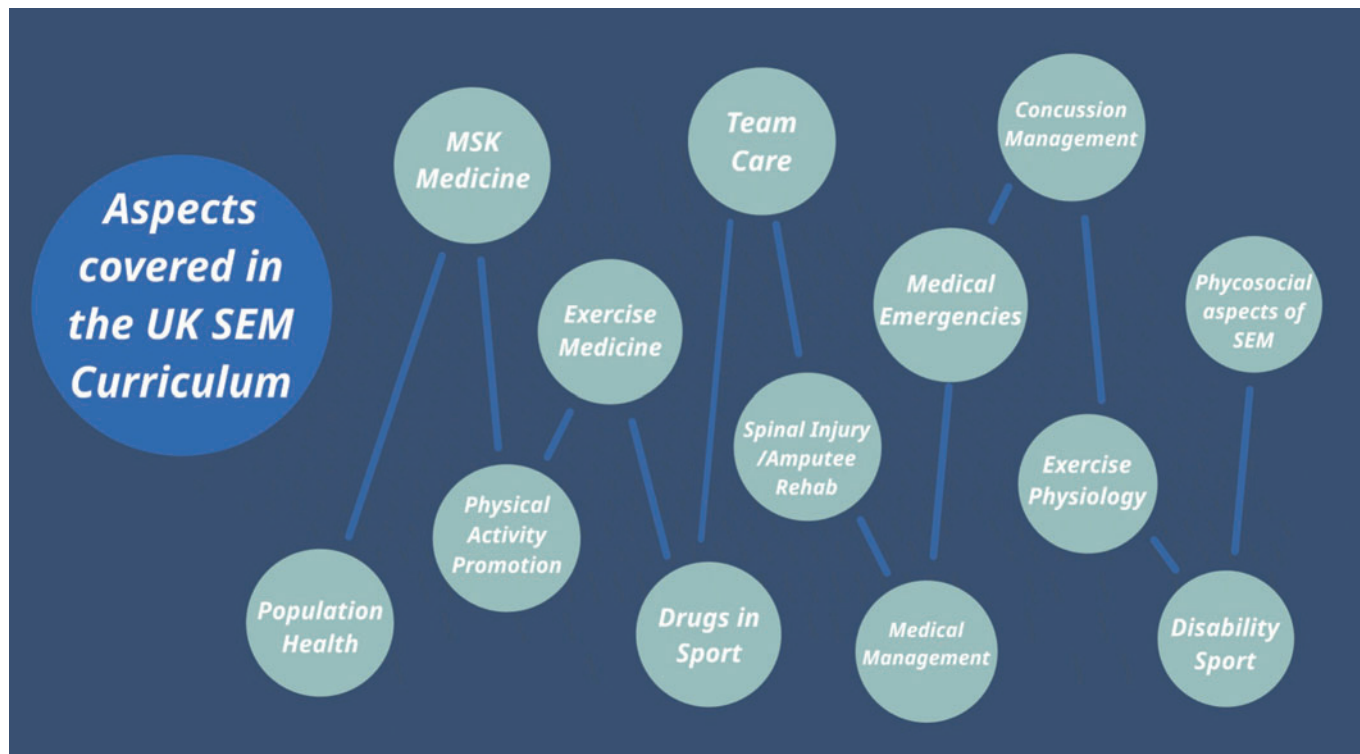 Aspects
covered in
the UK SEM
Curriculum
MSK
Medicine
Team
Care
Concussion
Management
Exercise
Medicine
Medical
Emergencies
Phycosocial
aspects of
SEM
Physical
Activity
Promotion
Spinal Injury
/Amputee
Rehab
Exercise
Physiology
Population
Health
Drugs in
Sport
Medical
Management
Disability
Sport